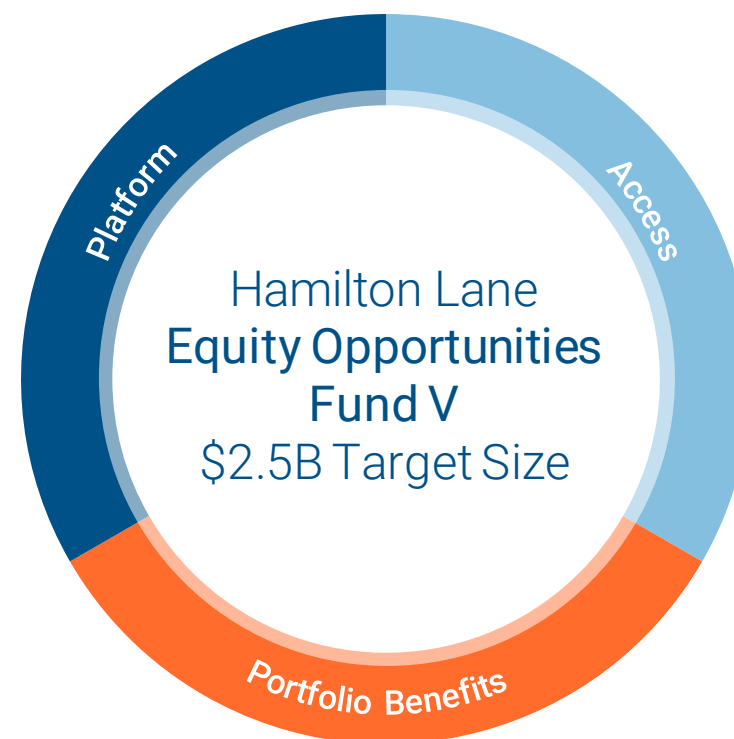 Platform
Access
Hamilton Lane
Equity Opportunities
Fund V
$2.5B Target Size
Portfolio Benefits